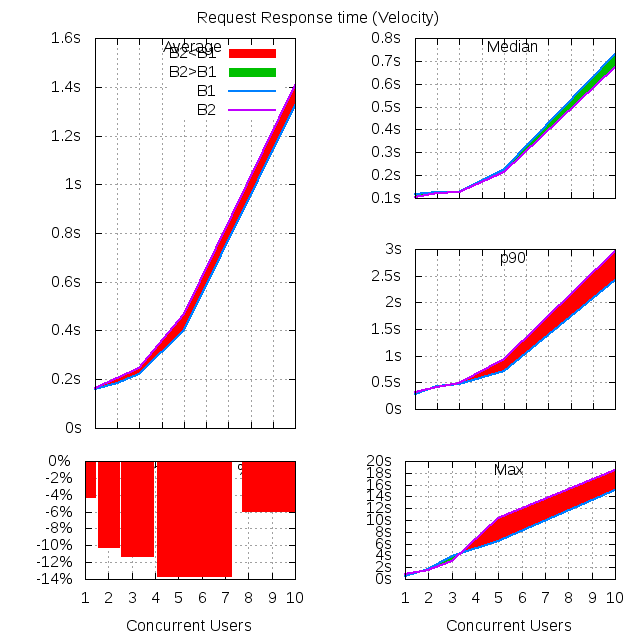 Request Response time (Velocity)
Average
B2<B1
B2>B1
B1
B2
1.6s
1.4s
1.2s
1s
0.8s
0.6s
0.4s
0.2s
0s
Median
0.8s
0.7s
0.6s
0.5s
0.4s
0.3s
0.2s
0.1s
p90
3s
2.5s
2s
1.5s
1s
0.5s
0s
0%
-2%
-4%
-6%
-8%
-10%
-12%
-14%
1 2 3 4 5 6 7 8 9 10
Concurrent Users
Max
20s
18s
16s
14s
12s
10s
8s
6s
4s
2s
0s
1 2 3 4 5 6 7 8 9 10
Concurrent Users